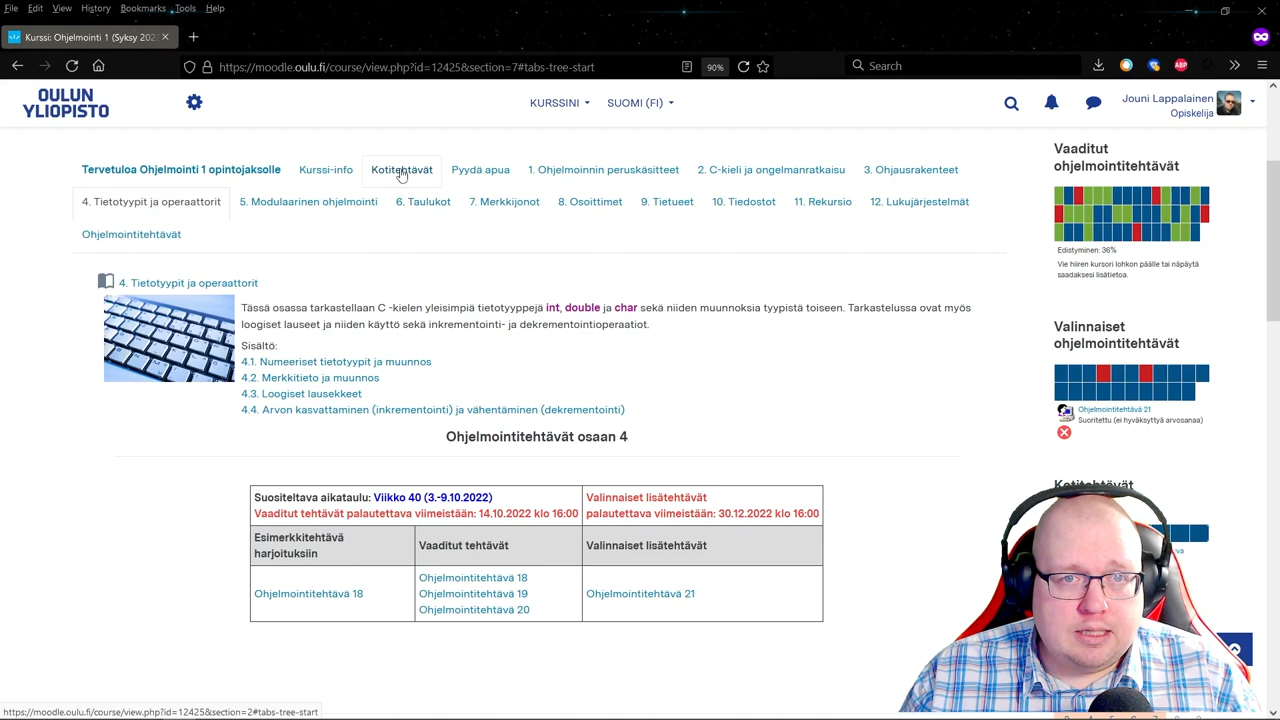 File Edit View History Bookmarks Tools Help
Kurssi: Ohjelmointi 1 (Syksy 202
https://moodle.oulu.fi/course/view.php?id=12425&section=7#tabs-tree-start
90%
Search
ABP
OULUN
YLIOPISTO
KURSSINI
SUOMI (FI)
Jouni Lappalainen
Opiskelija
Tervetuloa Ohjelmointi 1 opintojaksolle Kurssi-info Kotitehtävät Pyydä apua 1. Ohjelmoinnin peruskäsitteet 2. C-kieli ja ongelmanratkaisu 3. Ohjausrakenteet
4. Tietotyypit ja operaattorit 5. Modulaarinen ohjelmointi 6. Taulukot 7. Merkkijonot 8. Osoittimet 9. Tietueet 10. Tiedostot 11. Rekursio 12. Lukujärjestelmät
Ohjelmointitehtävät
4. Tietotyypit ja operaattorit
Tässä osassa tarkastellaan C -kielen yleisimpiä tietotyyppejä int, double ja char sekä niiden muunnoksia tyypistä toiseen. Tarkastelussa ovat myös
loogiset lauseet ja niiden käyttö sekä inkrementointi- ja dekrementointioperaatiot.
Sisältö:
4.1. Numeeriset tietotyypit ja muunnos
4.2. Merkkitieto ja muunnos
4.3. Loogiset lausekkeet
4.4. Arvon kasvattaminen (inkrementointi) ja vähentäminen (dekrementointi)
Ohjelmointitehtävät osaan 4
Suositeltava aikataulu: Viikko 40 (3.-9.10.2022)
Vaaditut tehtävät palautettava viimeistään: 14.10.2022 klo 16:00
Valinnaiset lisätehtävät
palautettava viimeistään: 30.12.2022 klo 16:00
Esimerkkitehtävä
harjoituksiin
Vaaditut tehtävät
Valinnaiset lisätehtävät
Ohjelmointitehtävä 18
Ohjelmointitehtävä 18
Ohjelmointitehtävä 19
Ohjelmointitehtävä 20
Ohjelmointitehtävä 21
Vaaditut
ohjelmointitehtävät
Edistyminen: 36%
Vie hiiren kursori lohkon päälle tai näpäytä
saadaksesi lisätietoa.
Valinnaiset
ohjelmointitehtävät
Ohjelmointitehtävä 21
Suoritettu (ei hyväksyttyä arvosanaa)
Kotitehtävät
va
https://moodle.oulu.fi/course/view.php?id=12425&section=2#tabs-tree-start